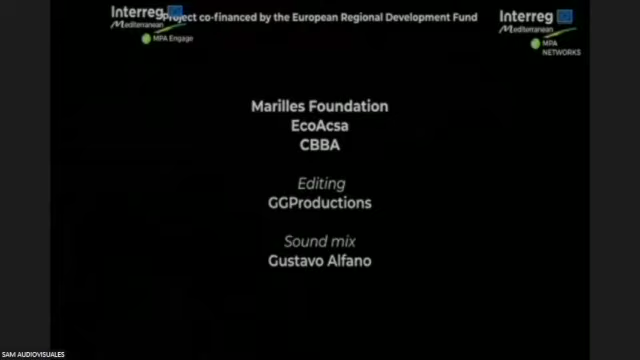 Interreg
Mediterranean
MPA Engage
Project co-financed by the European Regional Development Fund
Interreg
Mediterranean
MPA
NETWORKS
Marilles Foundation
EcoAcsa
CBBA
Editing
GGProductions
Sound mix
Gustavo Alfano
SAM AUDIOVISUALES